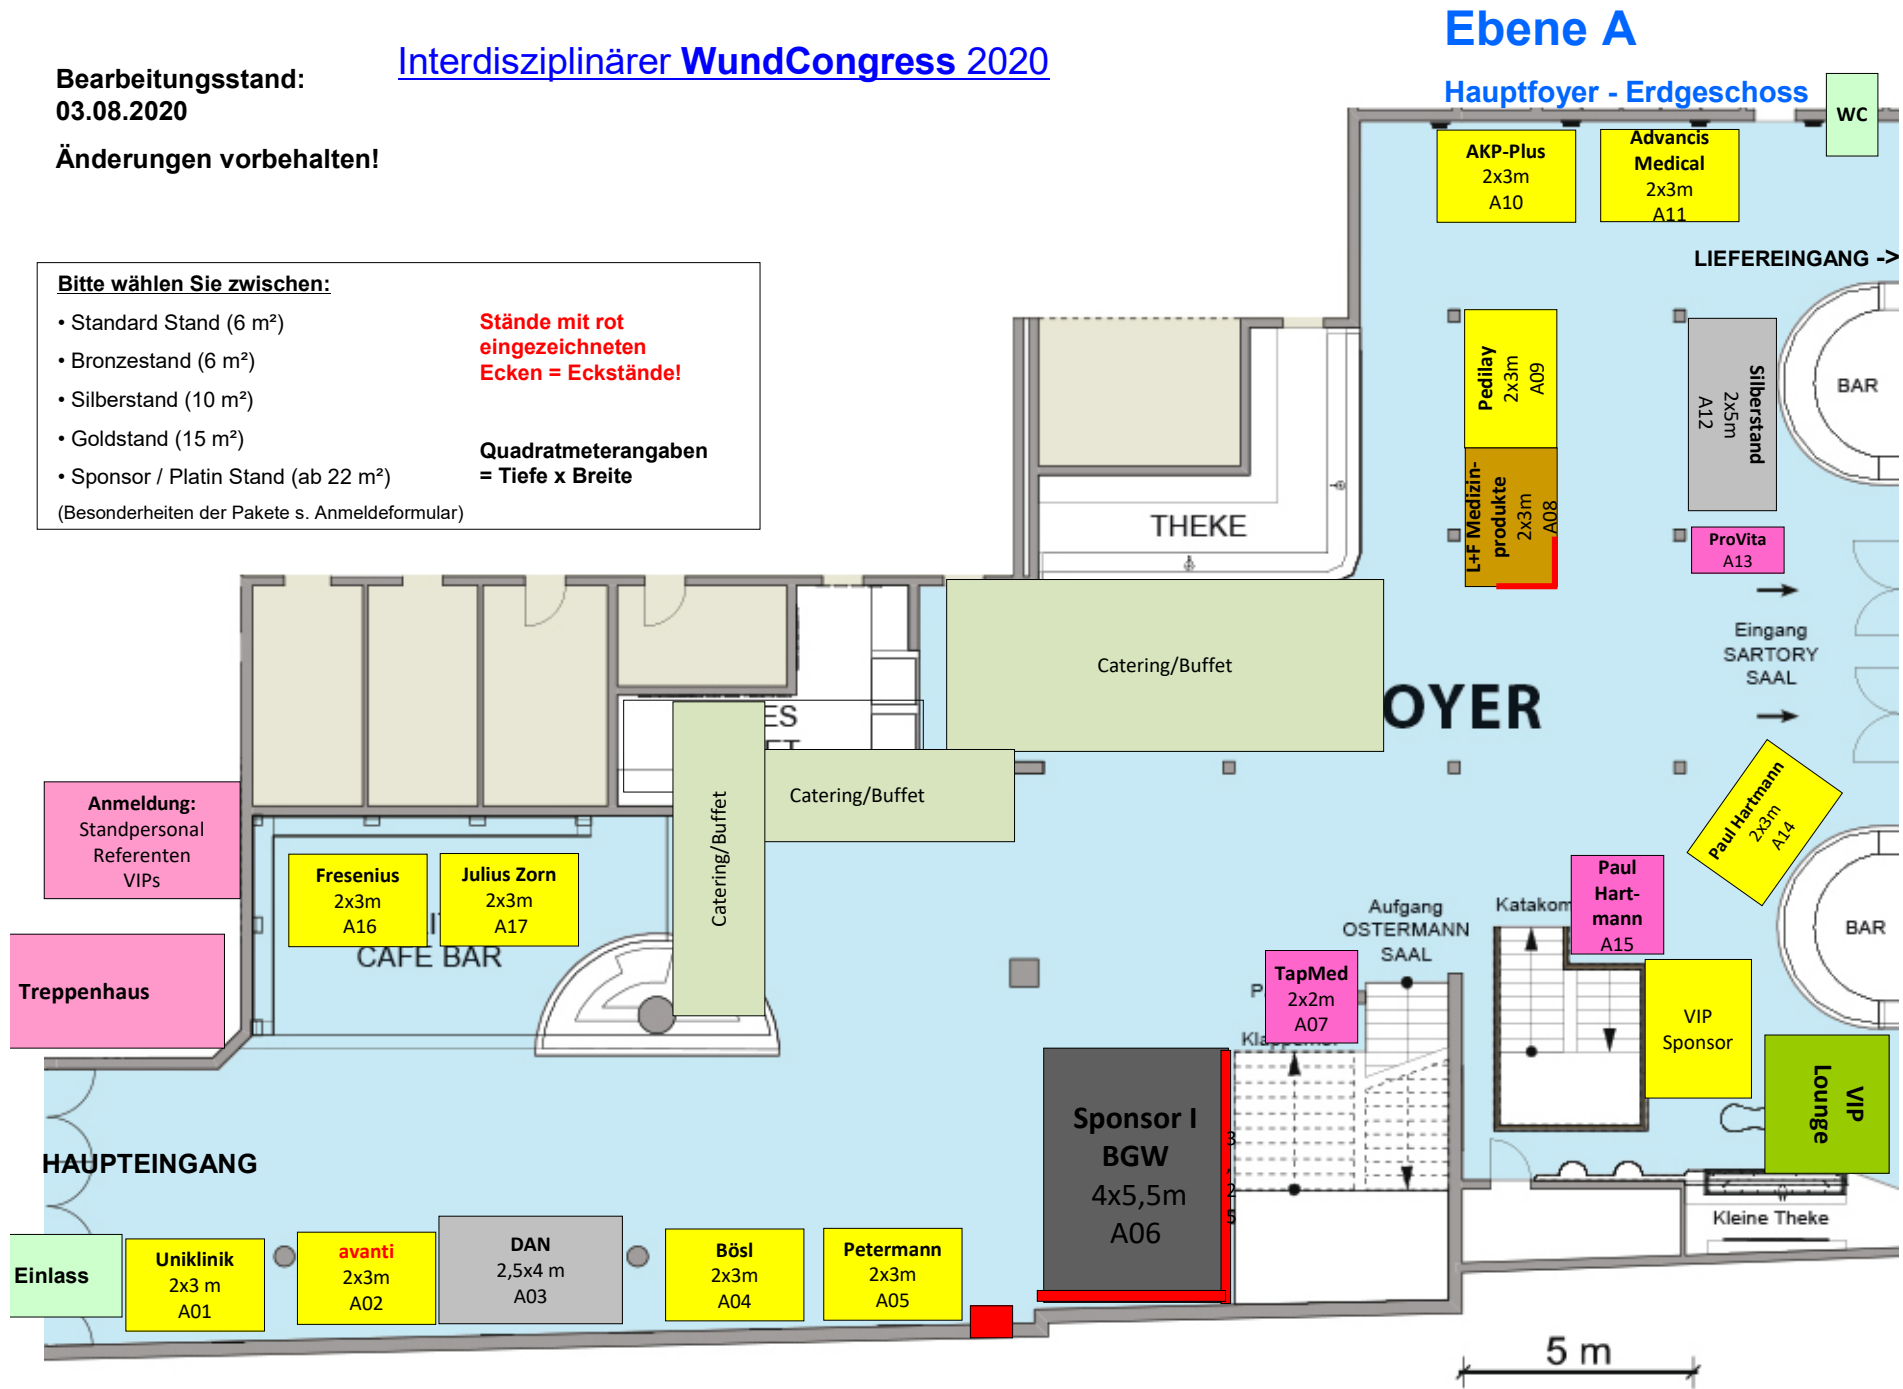 Ebene A
Interdisziplinärer WundCongress 2020
Bearbeitungsstand:
03.08.2020
Änderungen vorbehalten!
Hauptfoyer - Erdgeschoss
WC
AKP-Plus
2x3m
A10
Advancis
Medical
2x3m
A11
LIEFEREINGANG ->
Bitte wählen Sie zwischen:
• Standard Stand (6 m²)
• Bronzestand (6 m²)
• Silberstand (10 m²)
• Goldstand (15 m²)
• Sponsor / Platin Stand (ab 22 m²)
(Besonderheiten der Pakete s. Anmeldeformular)
Stände mit rot
eingezeichneten
Ecken = Eckstände!
Quadratmeterangaben
= Tiefe x Breite
Pedilay
2x3m
A09
Silberstand
2x5m
A12
BAR
L+F Medizin-
produkte
2x3m
A08
THEKE
ProVita
A13
Eingang
SARTORY
SAAL
Catering/Buffet
OYER
Catering/Buffet
Catering/Buffet
Paul Hartmann
2x3m
A14
Anmeldung:
Standpersonal
Referenten
VIPs
Fresenius
2x3m
A16
Julius Zorn
2x3m
A17
CAFE BAR
Paul
Hart-
mann
A15
Aufgang
OSTERMANN
SAAL
Katakom
BAR
Treppenhaus
TapMed
2x2m
A07
VIP
Sponsor
VIP
Lounge
Sponsor I
BGW
4x5,5m
A06
HAUPTEINGANG
Kleine Theke
Einlass
Uniklinik
2x3 m
A01
avanti
2x3m
A02
DAN
2,5x4 m
A03
Bösl
2x3m
A04
Petermann
2x3m
A05
5 m